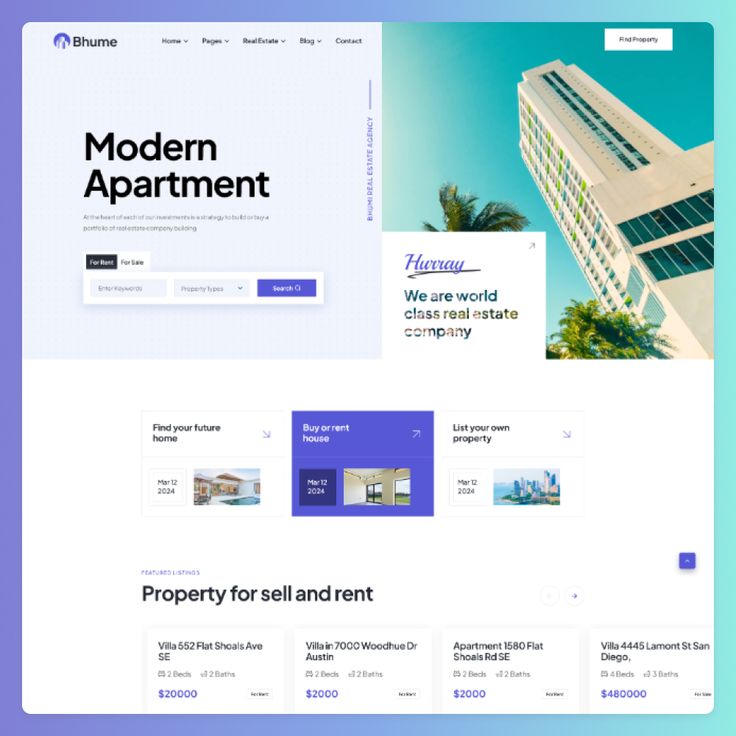 Bhume
Home
Pages
Real Estate
Blog
Contact
Find Property
BHUMI REAL ESTATE AGENCY
Modern
Apartment
At the heart of each of our investments is a strategy to build or buy a
portfolio of real estate company building
For Rent
For Sale
Enter Keywords
Property Types
Search
Hurray
We are world
class real estate
company
Find your future
home
Mar 12
2024
Buy or rent
house
Mar 12
2024
List your own
property
Mar 12
2024
FEATURED LISTINGS
Property for sell and rent
Villa 552 Flat Shoals Ave
SE
2 Beds
2 Baths
$20000
For Rent
Villa in 7000 Woodhue Dr
Austin
2 Beds
2 Baths
$2000
For Rent
Apartment 1580 Flat
Shoals Rd SE
2 Beds
2 Baths
$2000
For Rent
Villa 4445 Lamont St San
Diego,
4 Beds
3 Baths
$480000
For Sale